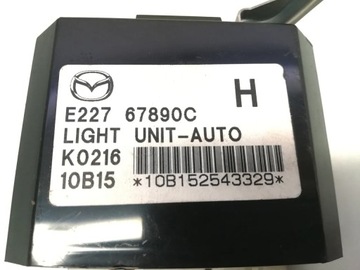 E227 67890C H
LIGHT UNIT-AUTO
K0216
10B15 *10B152543329*